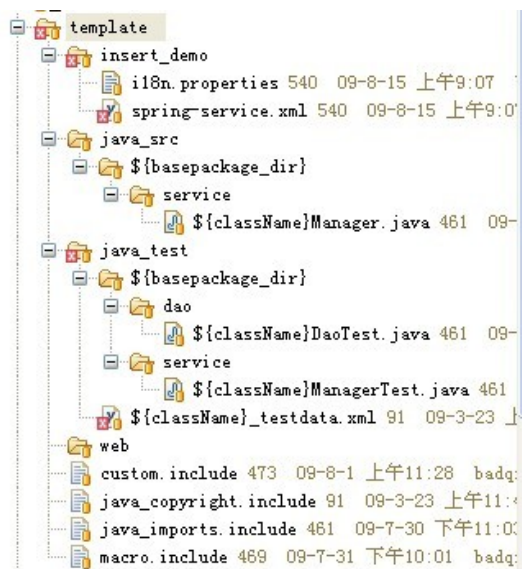 template
insert_demo
i18n.properties 540 09-8-15 上午9:07
spring-service.xml 540 09-8-15 上午9:0
java_src
${basepackage_dir}
service
${className}Manager.java 461 09-
java_test
${basepackage_dir}
dao
${className}DaoTest.java 461 09-
service
${className}ManagerTest.java 461
${className}_testdata.xml 91 09-3-23
web
custom.include 473 09-8-1 上午11:28 badq
java_copyright.include 91 09-3-23 上午11:
java_imports.include 461 09-7-30 下午11:0
macro.include 469 09-7-31 下午10:01 badq